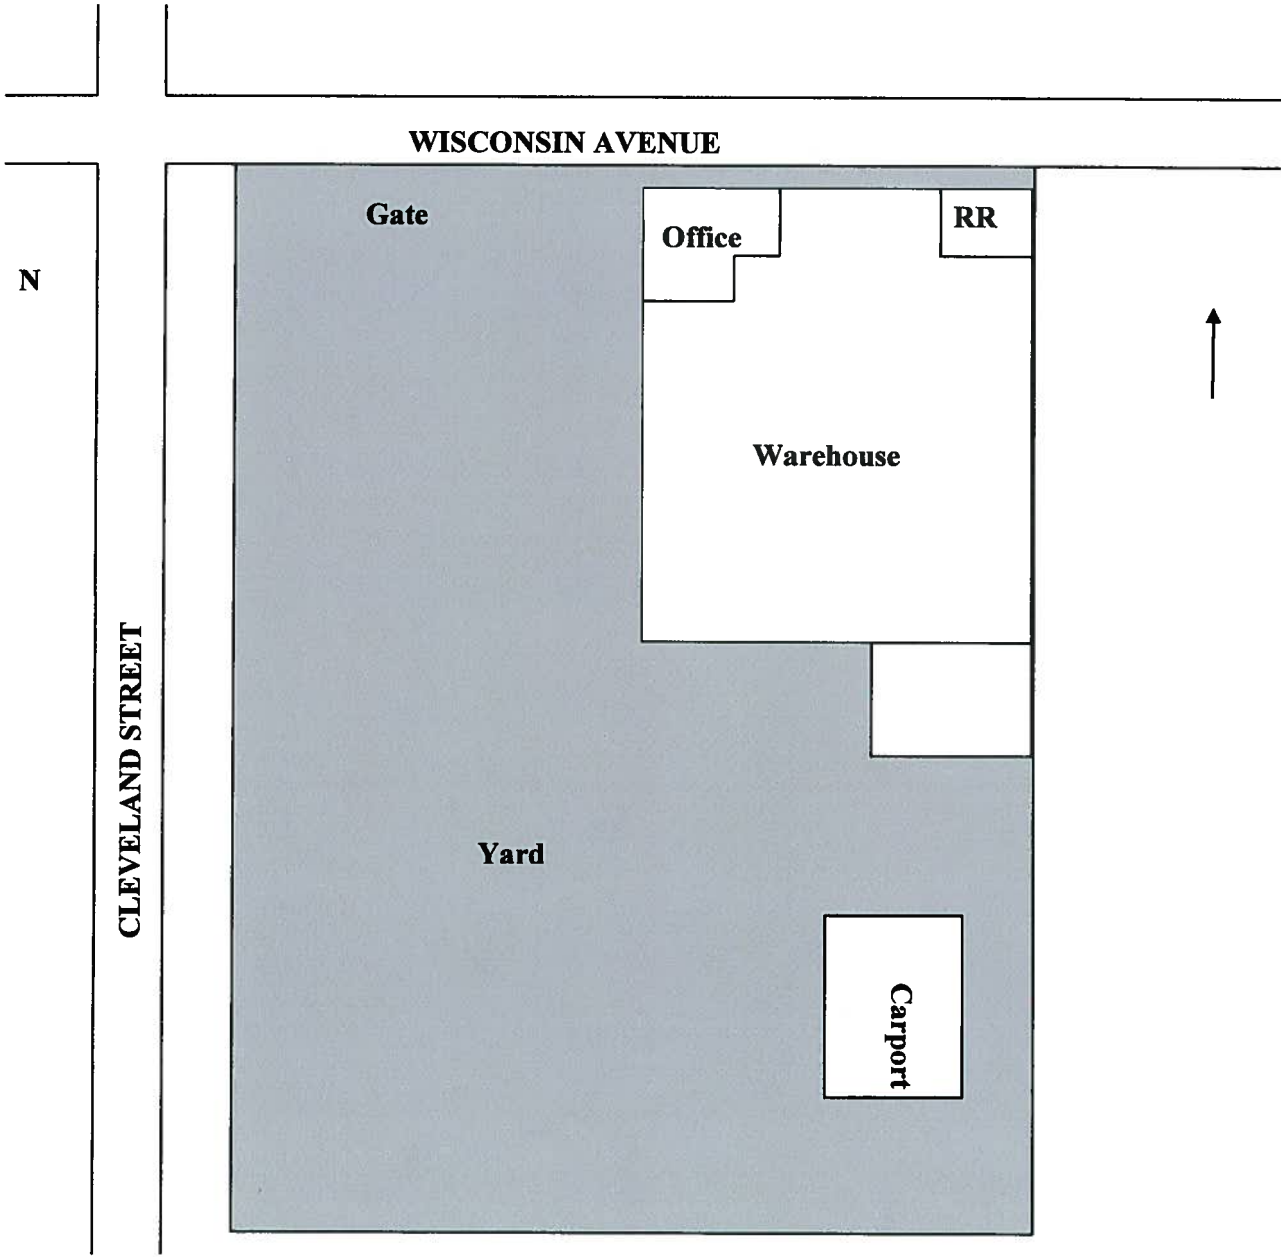 WISCONSIN AVENUE
Gate
Office
RR
N
Warehouse
CLEVELAND STREET
Yard
Carport